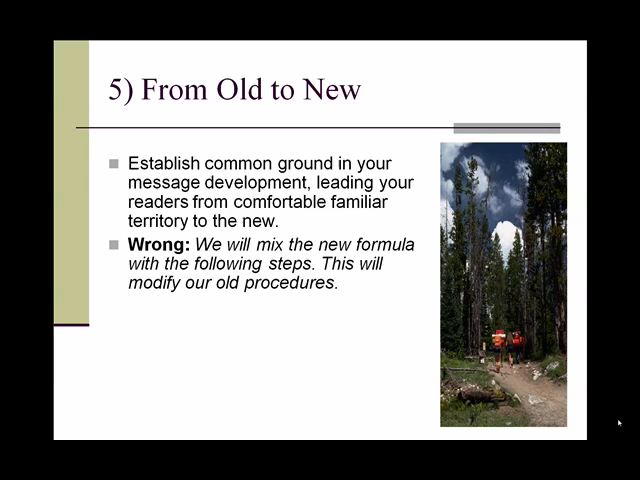 5) From Old to New
Establish common ground in your
message development, leading your
readers from comfortable familiar
territory to the new.
Wrong: We will mix the new formula
with the following steps. This will
modify our old procedures.